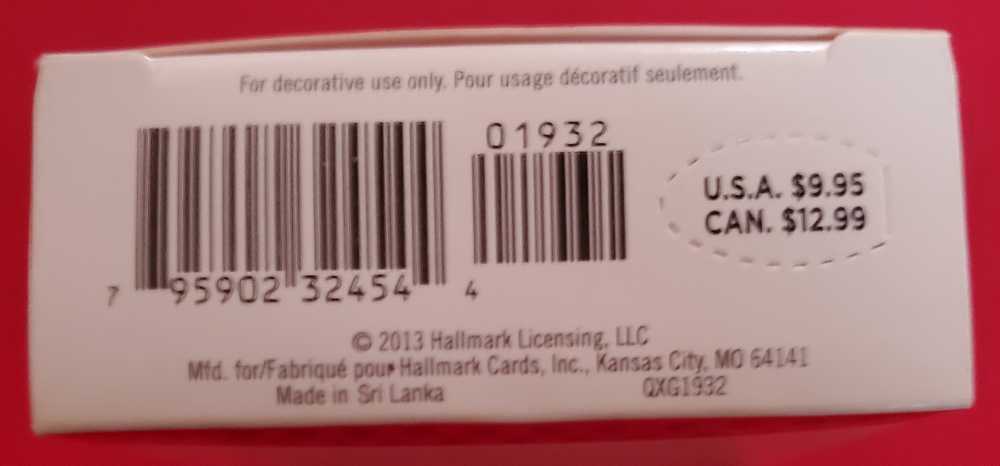 For decorative use only. Pour usage décoratif seulement.
01932
U.S.A. $9.95
CAN. $12.99
7 95902 32454 4
© 2013 Hallmark Licensing, LLC
Mfd. for/Fabriqué pour Hallmark Cards, Inc., Kansas City, MO 64141
Made in Sri Lanka QXG1932